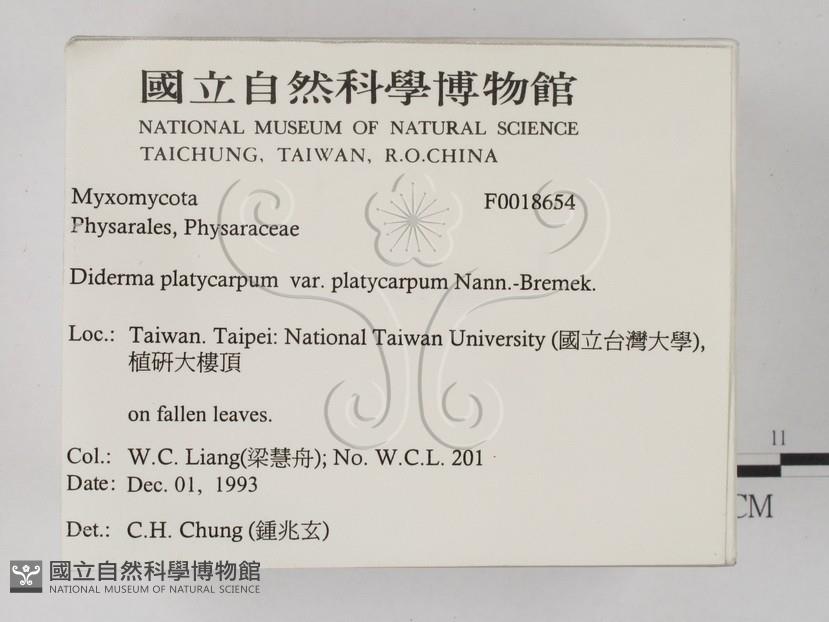 國立自然科學博物館
NATIONAL MUSEUM OF NATURAL SCIENCE
TAICHUNG, TAIWAN, R.O.CHINA
Myxomycota F0018654
Physarales, Physaraceae
Diderma platycarpum var. platycarpum Nann.-Bremek.
Loc.: Taiwan. Taipei: National Taiwan University (國立台灣大學),
植研大樓頂
on fallen leaves.
Col.: W.C. Liang(梁慧舟); No. W.C.L. 201
Date: Dec. 01, 1993
Det.: C.H. Chung (鍾兆玄)
11
CM
國立自然科學博物館
NATIONAL MUSEUM OF NATURAL SCIENCE